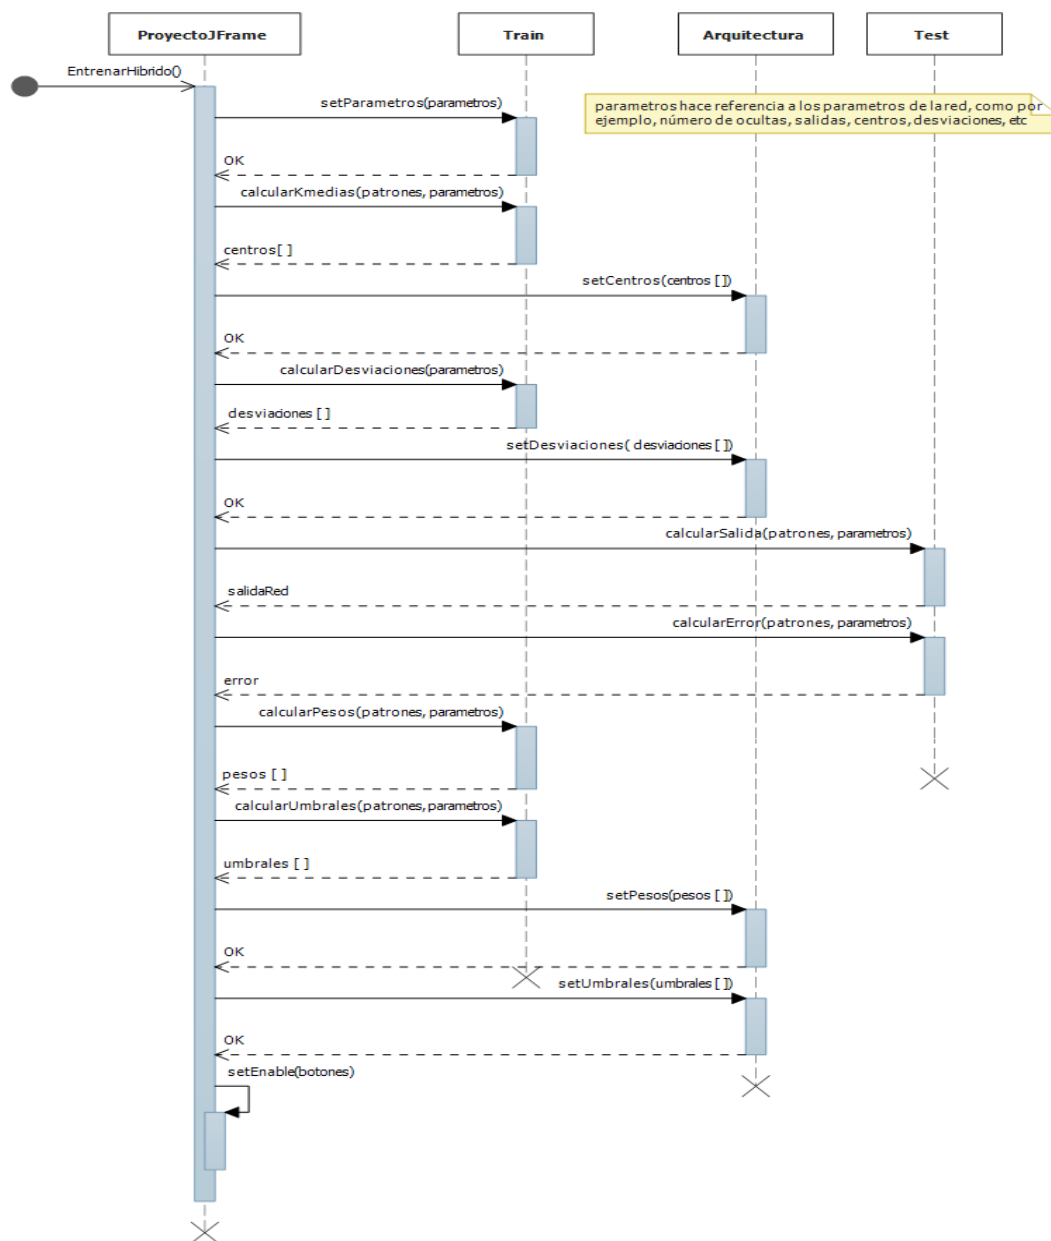 ProyectoJFrame
Train
Arquitectura
Test
EntrenarHibrido()
setParametros(parametros)
parametros hace referencia a los parametros de la red, como por
ejemplo, número de ocultas, salidas, centros, desviaciones, etc
OK
calcularKmedias(patrones, parametros)
centros[ ]
setCentros(centros [ ])
OK
calcularDesviaciones(parametros)
desviaciones [ ]
setDesviaciones( desviaciones [ ])
OK
calcularSalida(patrones, parametros)
salidaRed
calcularError(patrones, parametros)
error
calcularPesos(patrones, parametros)
pesos [ ]
calcularUmbrales(patrones, parametros)
umbrales [ ]
setPesos(pesos [ ])
OK
setUmbrales(umbrales [ ])
OK
setEnable(botones)